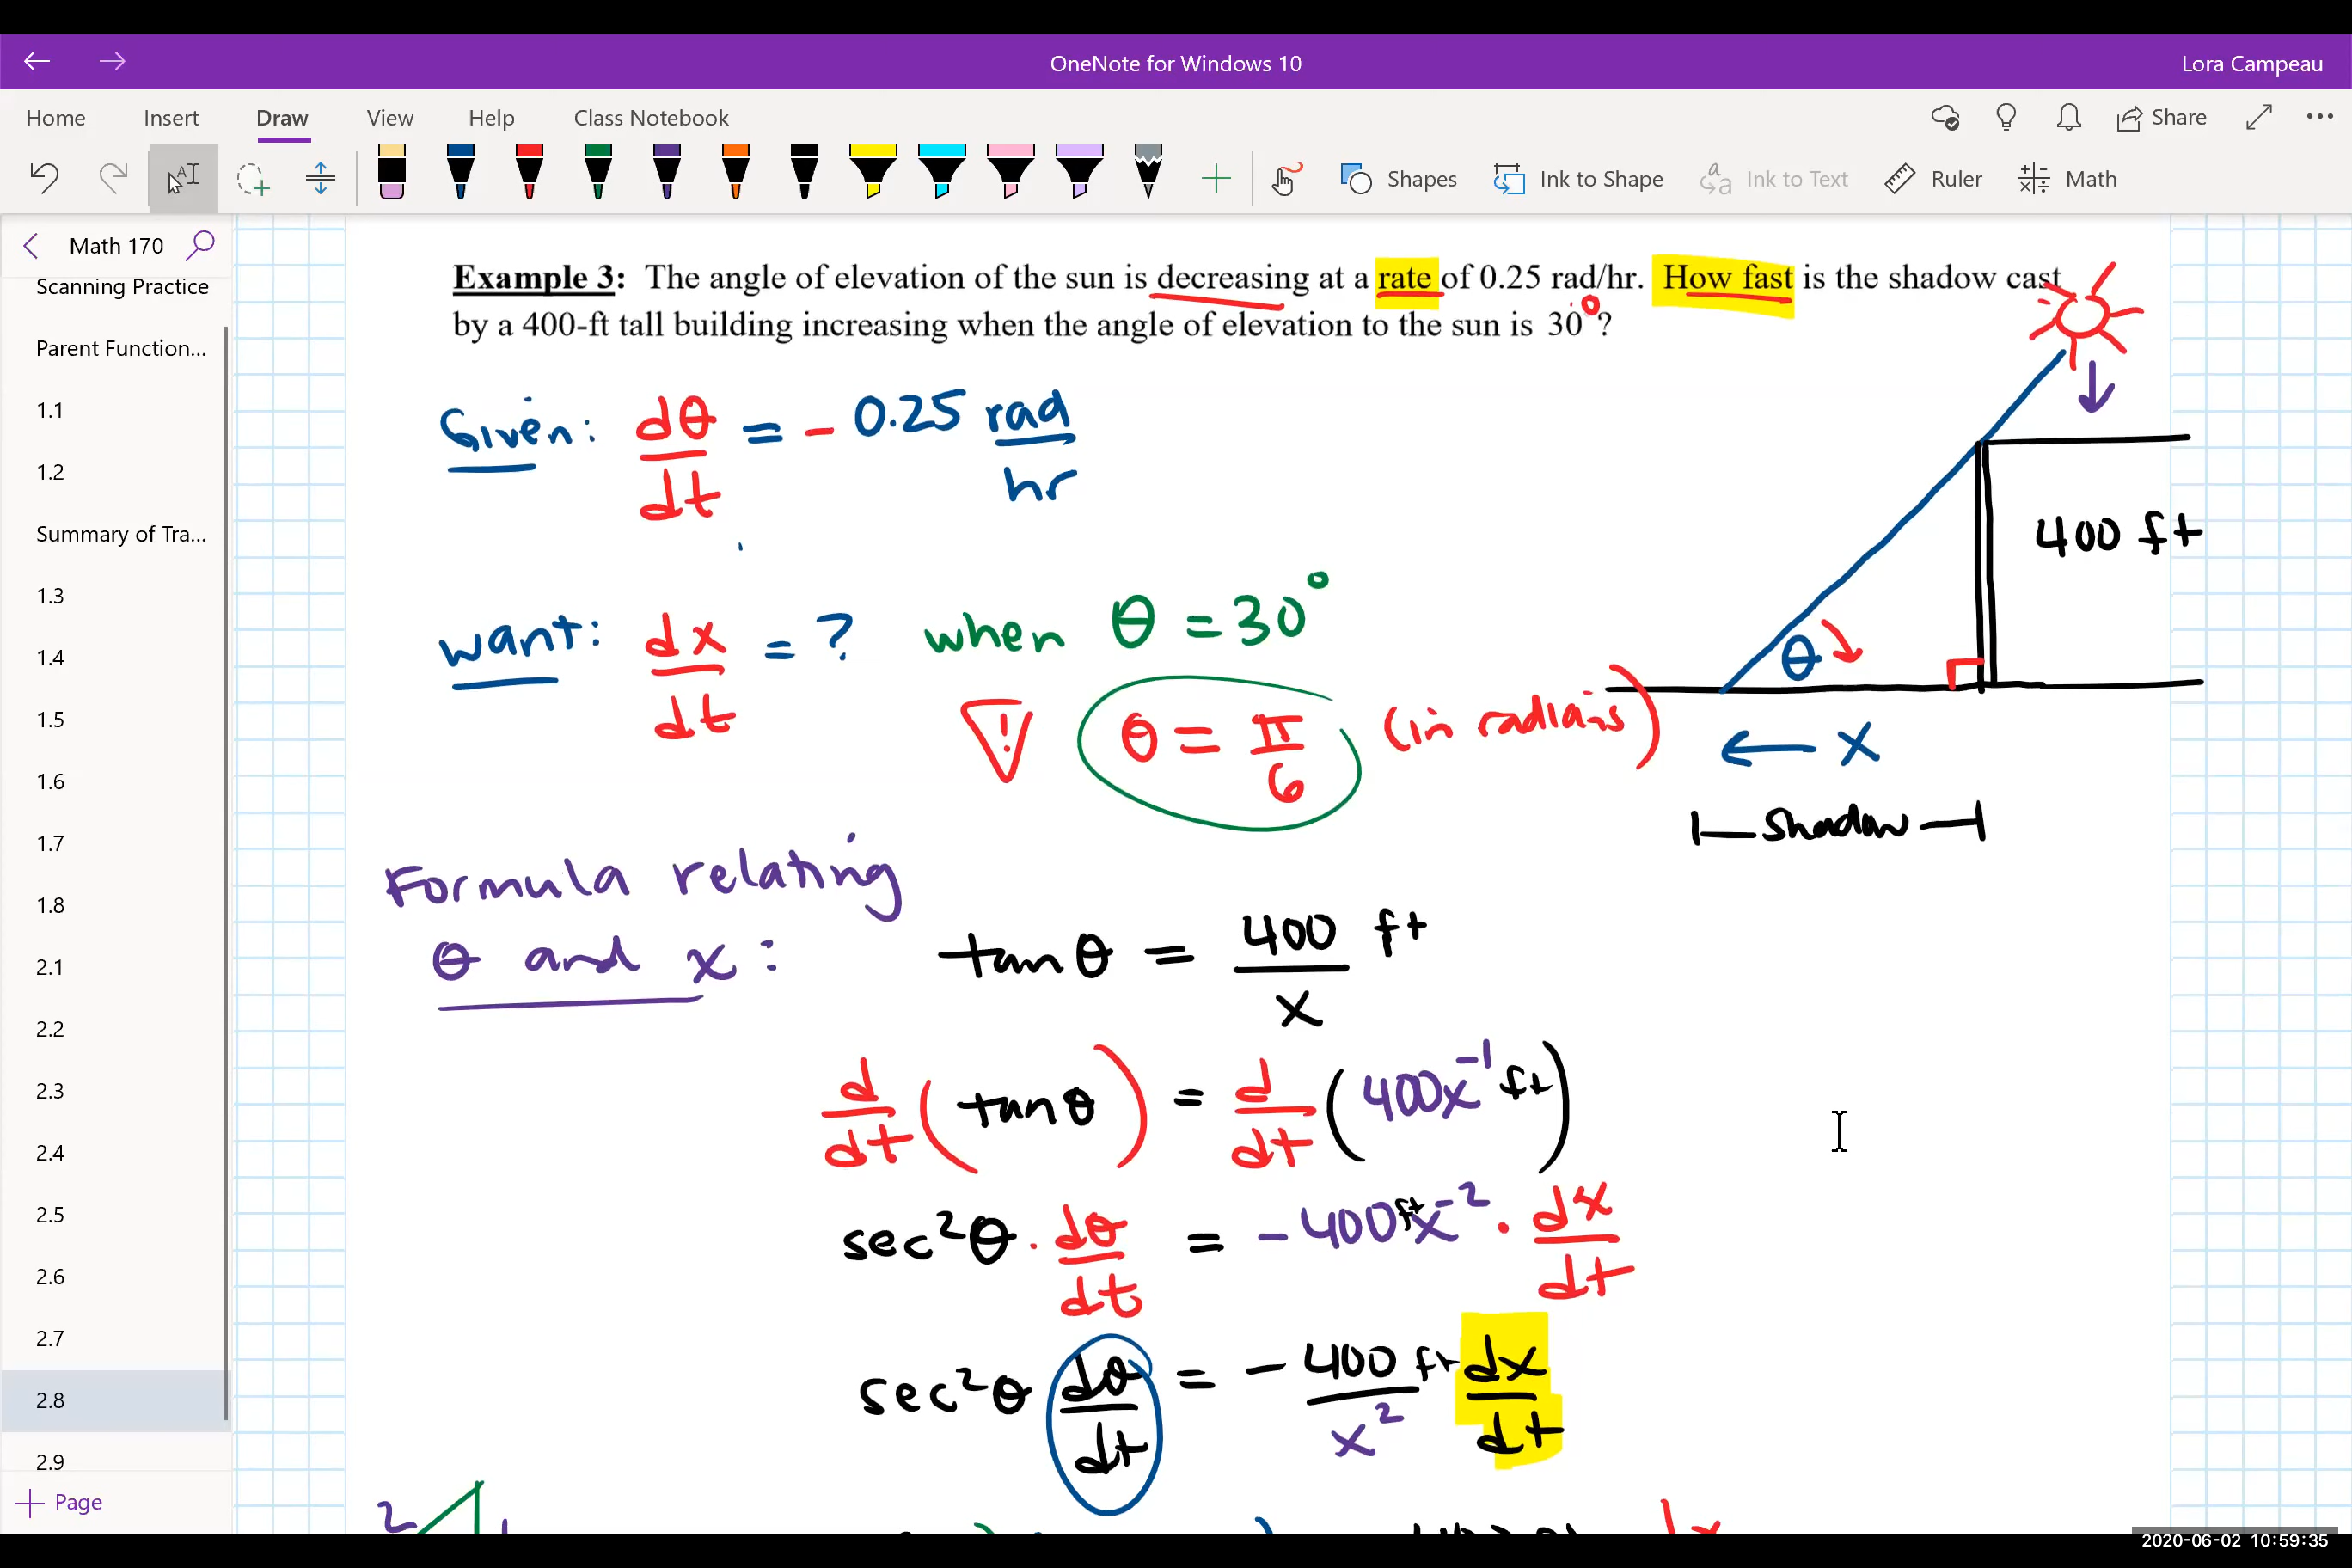 OneNote for Windows 10
Lora Campeau
Home Insert Draw View Help Class Notebook Share
Shapes Ink to Shape Ink to Text Ruler Math
Math 170
Scanning Practice
Parent Function...
1.1
1.2
Summary of Tra...
1.3
1.4
1.5
1.6
1.7
1.8
2.1
2.2
2.3
2.4
2.5
2.6
2.7
2.8
2.9
Page
Example 3: The angle of elevation of the sun is decreasing at a rate of 0.25 rad/hr. How fast is the shadow cast
by a 400-ft tall building increasing when the angle of elevation to the sun is 30°?
Given: dθ/dt = - 0.25 rad/hr
400 ft
θ
want: dx/dt = ? when θ = 30°
! θ = π/6 (in radians)
← x
shadow
Formula relating
θ and x: tan θ = 400 ft/x
d/dt (tan θ) = d/dt (400x⁻¹ ft)
sec²θ · dθ/dt = - 400 ft x⁻² · dx/dt
sec²θ dθ/dt = - 400 ft/x² dx/dt
2
2020-06-02 10:59:35